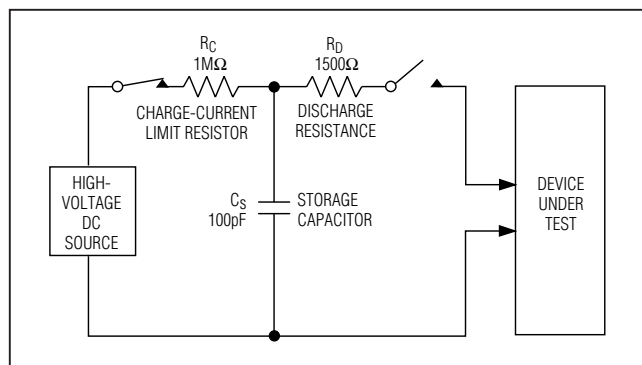 RC
1MΩ
CHARGE-CURRENT
LIMIT RESISTOR
RD
1500Ω
DISCHARGE
RESISTANCE
HIGH-
VOLTAGE
DC
SOURCE
CS
100pF
STORAGE
CAPACITOR
DEVICE
UNDER
TEST